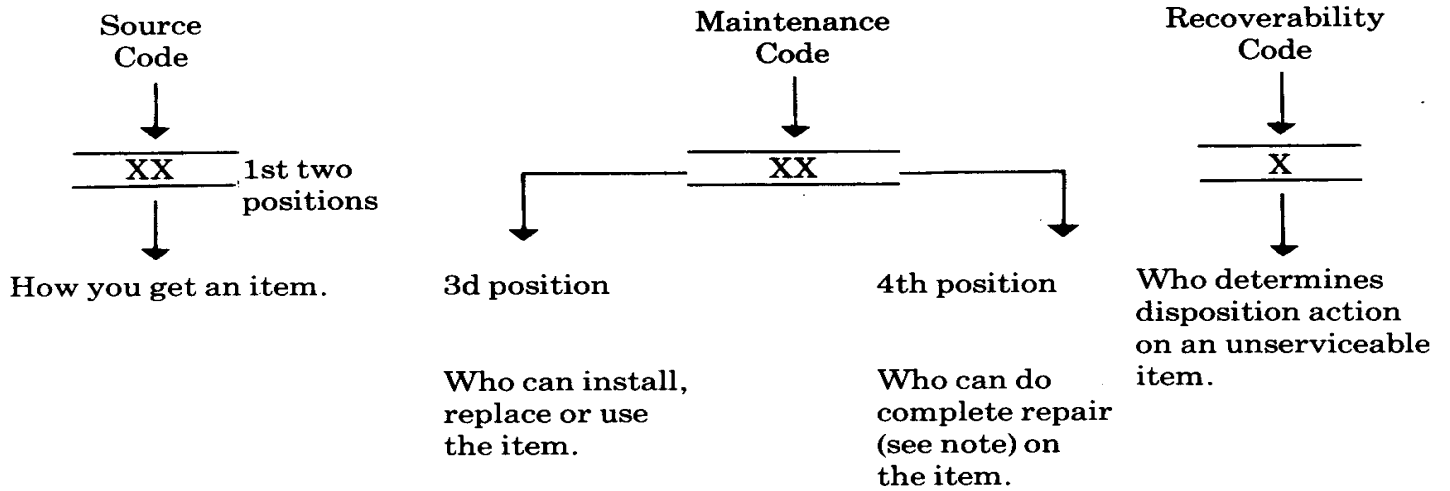 Source
Code
XX
1st two
positions
How you get an item.
Maintenance
Code
XX
3d position
Who can install,
replace or use
the item.
4th position
Who can do
complete repair
(see note) on
the item.
Recoverability
Code
X
Who determines
disposition action
on an unserviceable
item.